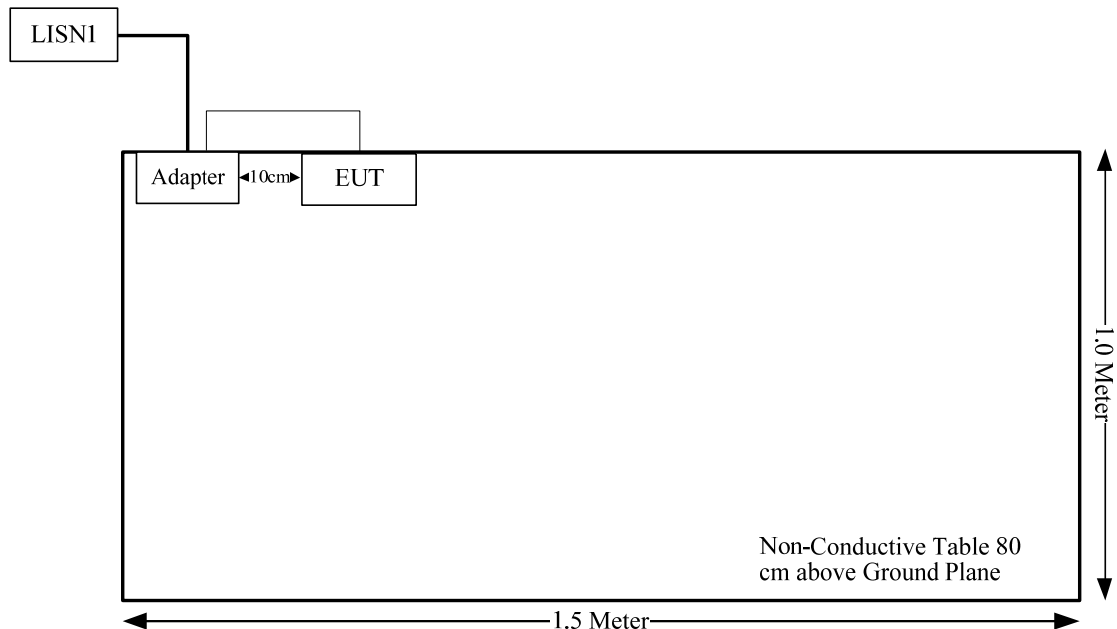 LISN1
Adapter
10cm
EUT
1.0 Meter
Non-Conductive Table 80
cm above Ground Plane
1.5 Meter